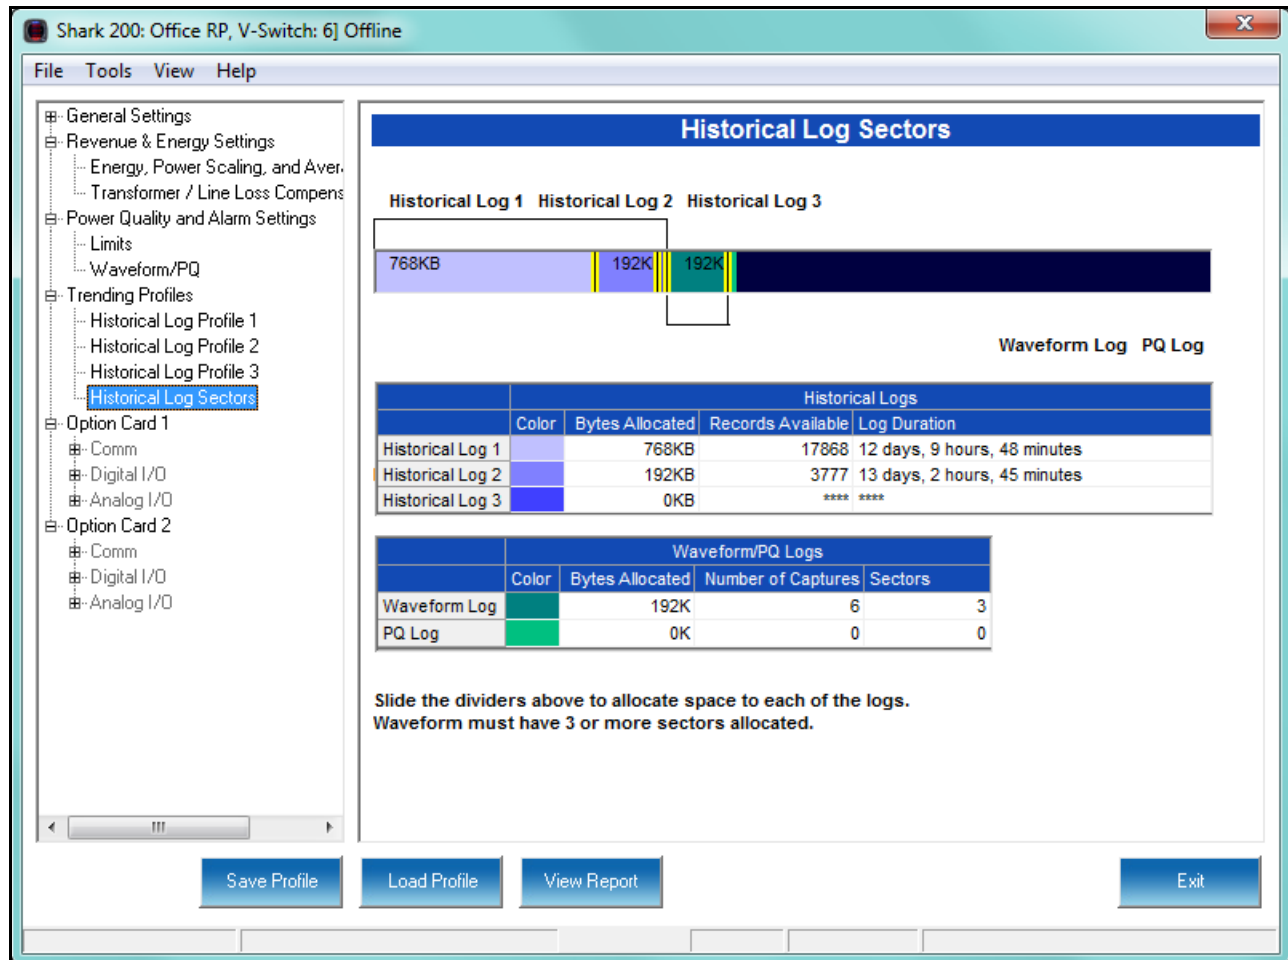 Shark 200: Office RP, V-Switch: 6] Offline
File Tools View Help
General Settings
Revenue & Energy Settings
Energy, Power Scaling, and Aver
Transformer / Line Loss Compens
Power Quality and Alarm Settings
Limits
Waveform/PQ
Trending Profiles
Historical Log Profile 1
Historical Log Profile 2
Historical Log Profile 3
Historical Log Sectors
Option Card 1
Comm
Digital I/O
Analog I/O
Option Card 2
Comm
Digital I/O
Analog I/O
Historical Log Sectors
Historical Log 1 Historical Log 2 Historical Log 3
768KB 192K 192K
Waveform Log PQ Log
Historical Logs
Color Bytes Allocated Records Available Log Duration
Historical Log 1 768KB 17868 12 days, 9 hours, 48 minutes
Historical Log 2 192KB 3777 13 days, 2 hours, 45 minutes
Historical Log 3 0KB **** ****
Waveform/PQ Logs
Color Bytes Allocated Number of Captures Sectors
Waveform Log 192K 6 3
PQ Log 0K 0 0
Slide the dividers above to allocate space to each of the logs.
Waveform must have 3 or more sectors allocated.
Save Profile Load Profile View Report Exit